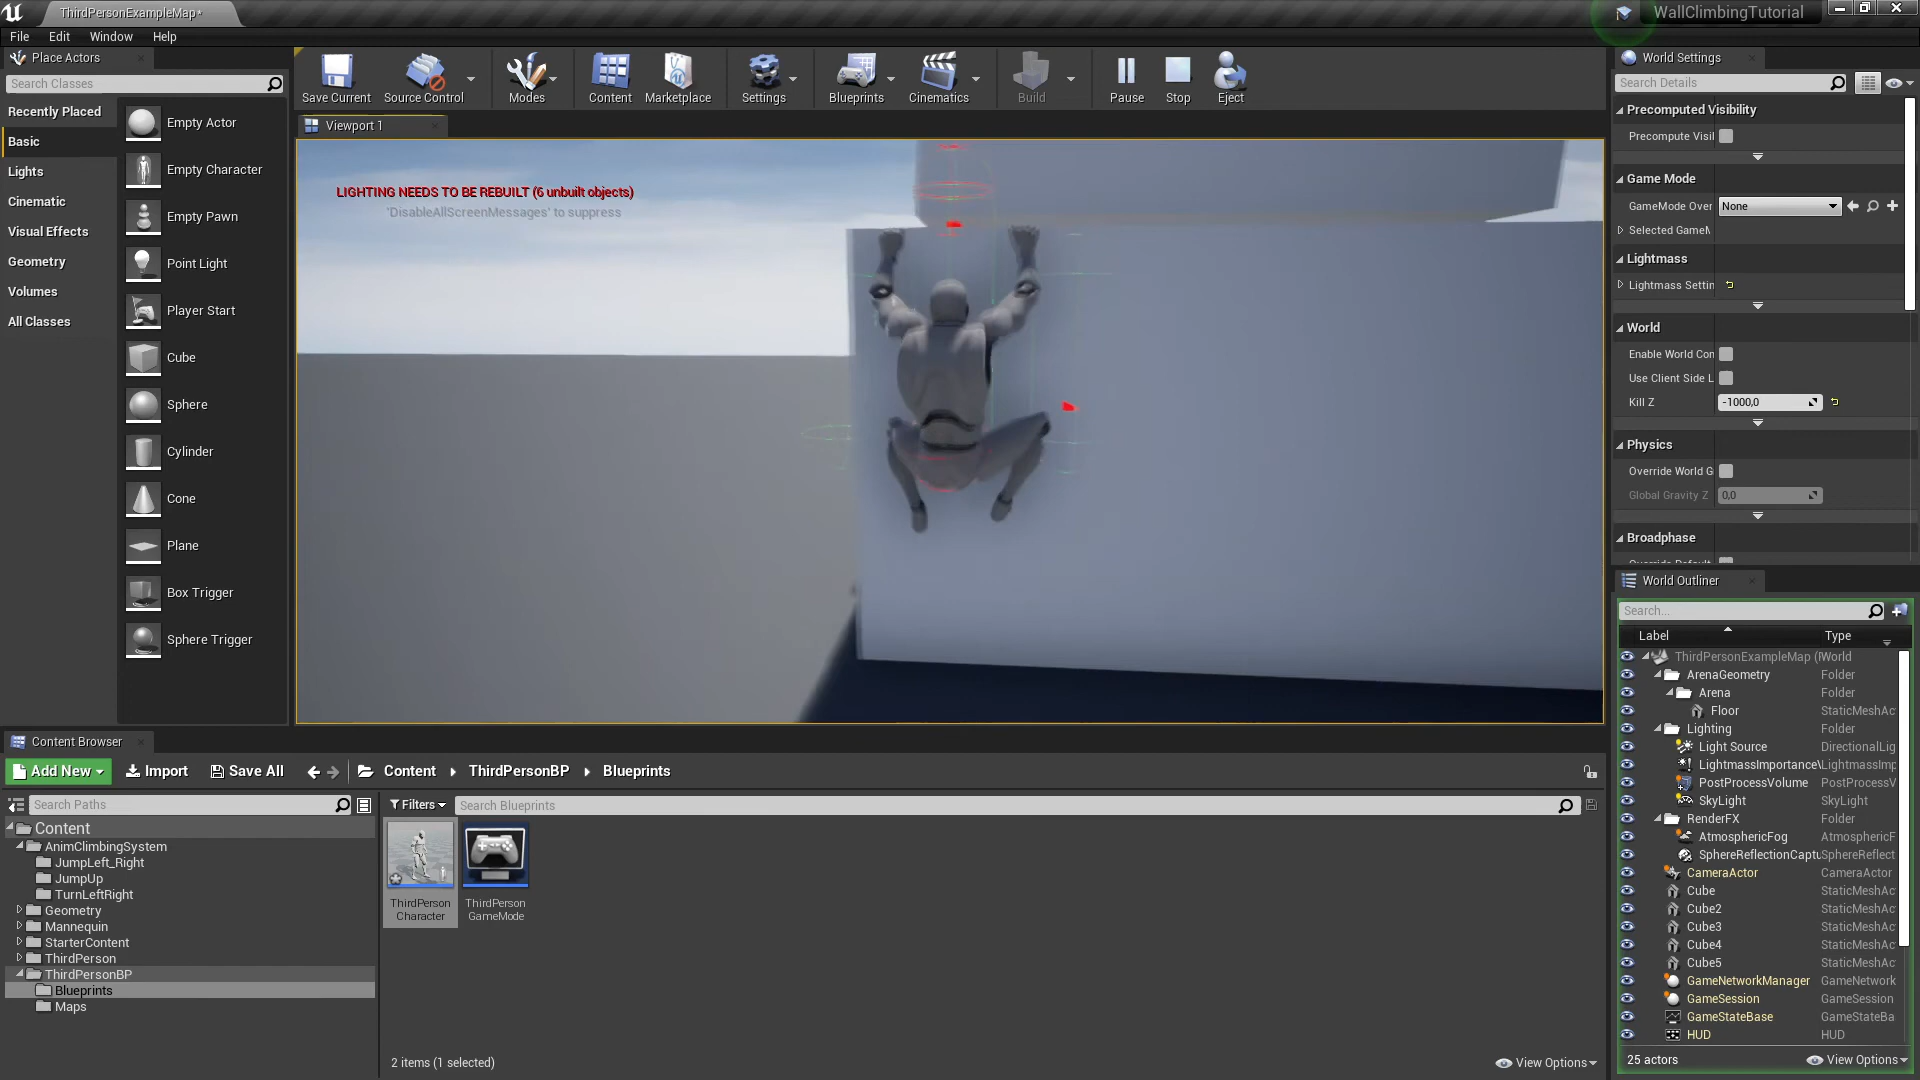 ThirdPersonExampleMap*
WallClimbingTutorial
File Edit Window Help
Place Actors
Search Classes
Recently Placed
Basic
Lights
Cinematic
Visual Effects
Geometry
Volumes
All Classes
Empty Actor
Empty Character
Empty Pawn
Point Light
Player Start
Cube
Sphere
Cylinder
Cone
Plane
Box Trigger
Sphere Trigger
Save Current Source Control Modes Content Marketplace Settings Blueprints Cinematics Build Pause Stop Eject
Viewport 1
LIGHTING NEEDS TO BE REBUILT (6 unbuilt objects)
'DisableAllScreenMessages' to suppress
World Settings
Search Details
Precomputed Visibility
Precompute Visil
Game Mode
GameMode Over None
Selected GameM
Lightmass
Lightmass Settin
World
Enable World Con
Use Client Side L
Kill Z -1000,0
Physics
Override World G
Global Gravity Z 0,0
Broadphase
World Outliner
Search...
Label Type
ThirdPersonExampleMap ( World
ArenaGeometry Folder
Arena Folder
Floor StaticMeshAc
Lighting Folder
Light Source DirectionalLig
LightmassImportance LightmassImp
PostProcessVolume PostProcessV
SkyLight SkyLight
RenderFX Folder
AtmosphericFog AtmosphericF
SphereReflectionCaptu SphereReflect
CameraActor CameraActor
Cube StaticMeshAc
Cube2 StaticMeshAc
Cube3 StaticMeshAc
Cube4 StaticMeshAc
Cube5 StaticMeshAc
GameNetworkManager GameNetwork
GameSession GameSession
GameStateBase GameStateBa
HUD HUD
25 actors View Options
Content Browser
Add New Import Save All Content ThirdPersonBP Blueprints
Search Paths
Filters Search Blueprints
Content
AnimClimbingSystem
JumpLeft_Right
JumpUp
TurnLeftRight
Geometry
Mannequin
StarterContent
ThirdPerson
ThirdPersonBP
Blueprints
Maps
ThirdPerson
Character
ThirdPerson
GameMode
2 items (1 selected) View Options